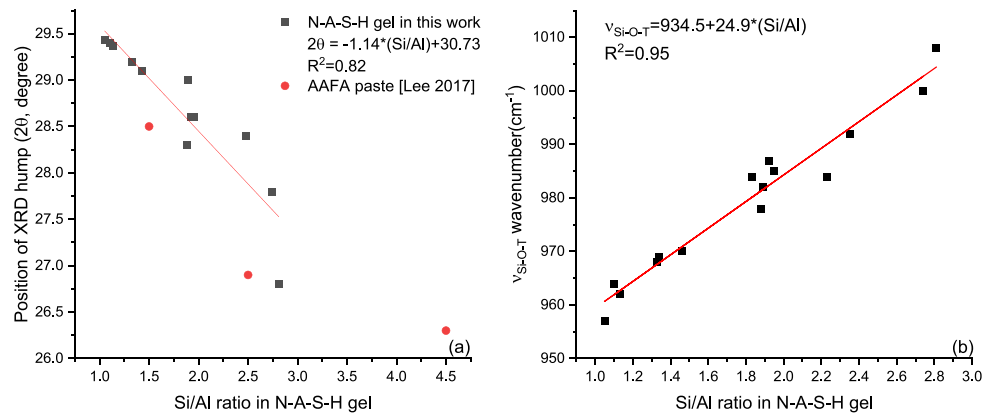 N-A-S-H gel in this work
2θ = -1.14*(Si/Al)+30.73
R²=0.82
AAFA paste [Lee 2017]
29.5
29.0
28.5
28.0
27.5
27.0
26.5
26.0
Position of XRD hump (2θ, degree)
1.0 1.5 2.0 2.5 3.0 3.5 4.0 4.5
Si/Al ratio in N-A-S-H gel
(a)
ν Si-O-T=934.5+24.9*(Si/Al)
R²=0.95
1010
1000
990
980
970
960
950
ν Si-O-T wavenumber(cm⁻¹)
1.0 1.2 1.4 1.6 1.8 2.0 2.2 2.4 2.6 2.8 3.0
Si/Al ratio in N-A-S-H gel
(b)